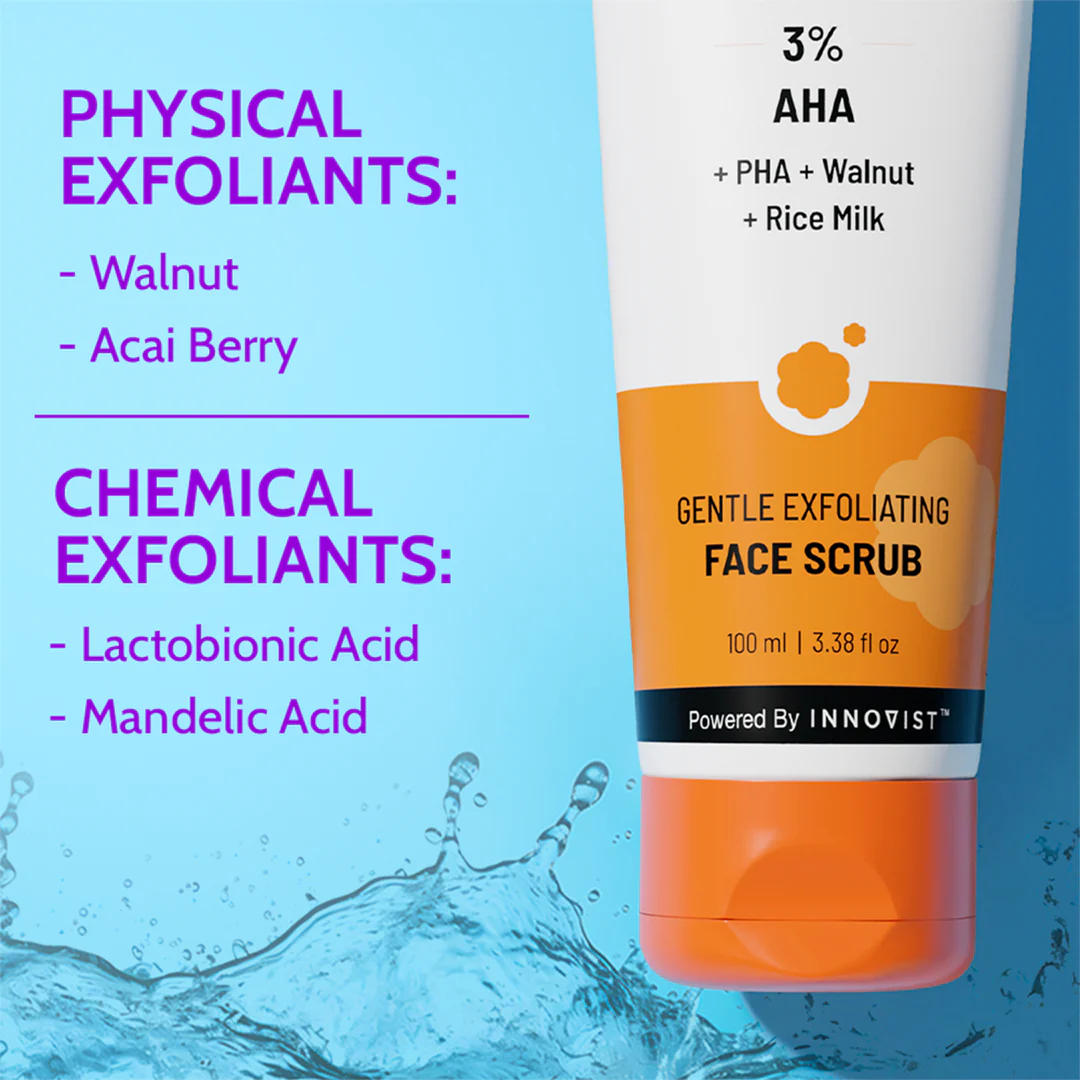 PHYSICAL
EXFOLIANTS:
- Walnut
- Acai Berry
CHEMICAL
EXFOLIANTS:
- Lactobionic Acid
- Mandelic Acid
3%
AHA
+ PHA + Walnut
+ Rice Milk
GENTLE EXFOLIATING
FACE SCRUB
100 ml | 3.38 fl oz
Powered By INNOVIST™